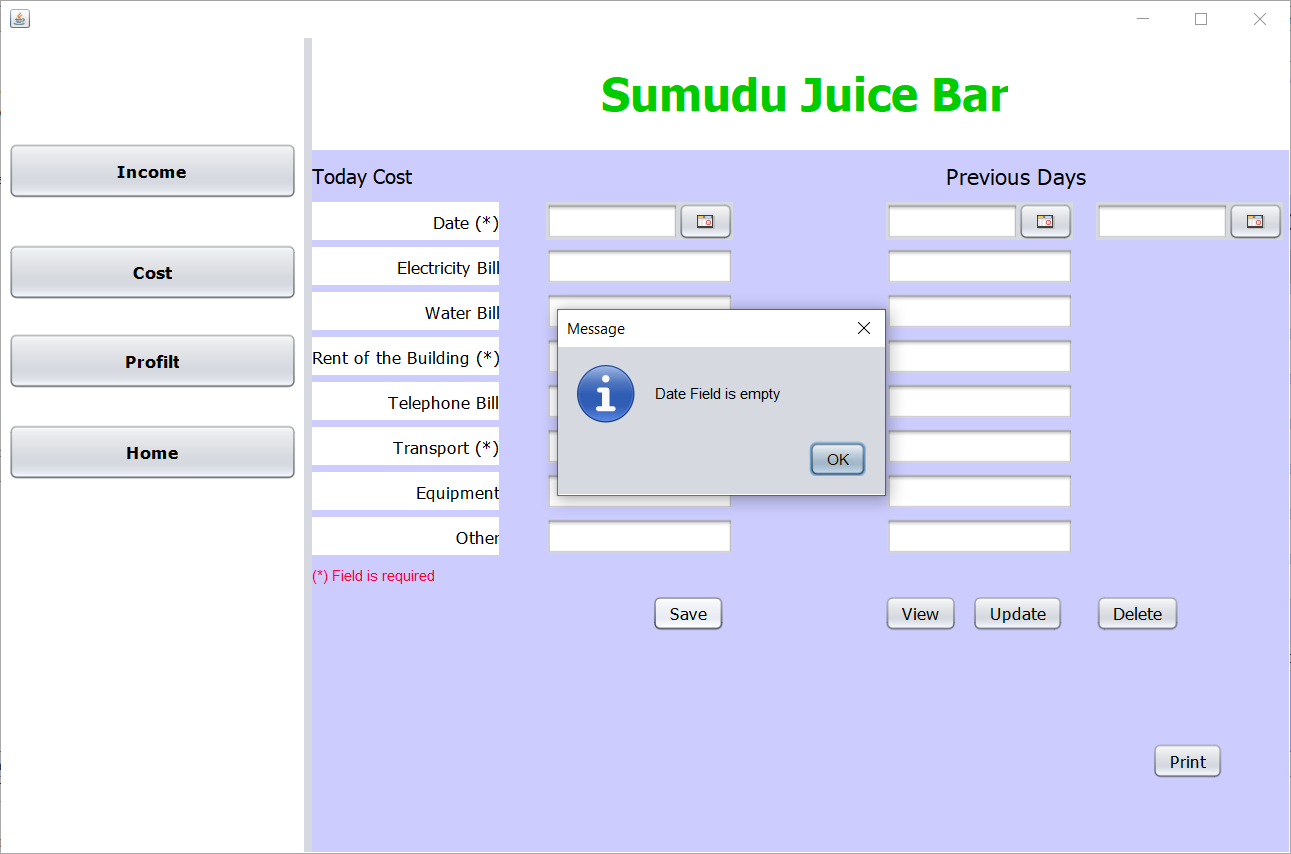 Sumudu Juice Bar
Income
Cost
Profilt
Home
Today Cost
Previous Days
Date (*)
Electricity Bill
Water Bill
Rent of the Building (*)
Telephone Bill
Transport (*)
Equipment
Other
(*) Field is required
Message
Date Field is empty
OK
Save
View
Update
Delete
Print